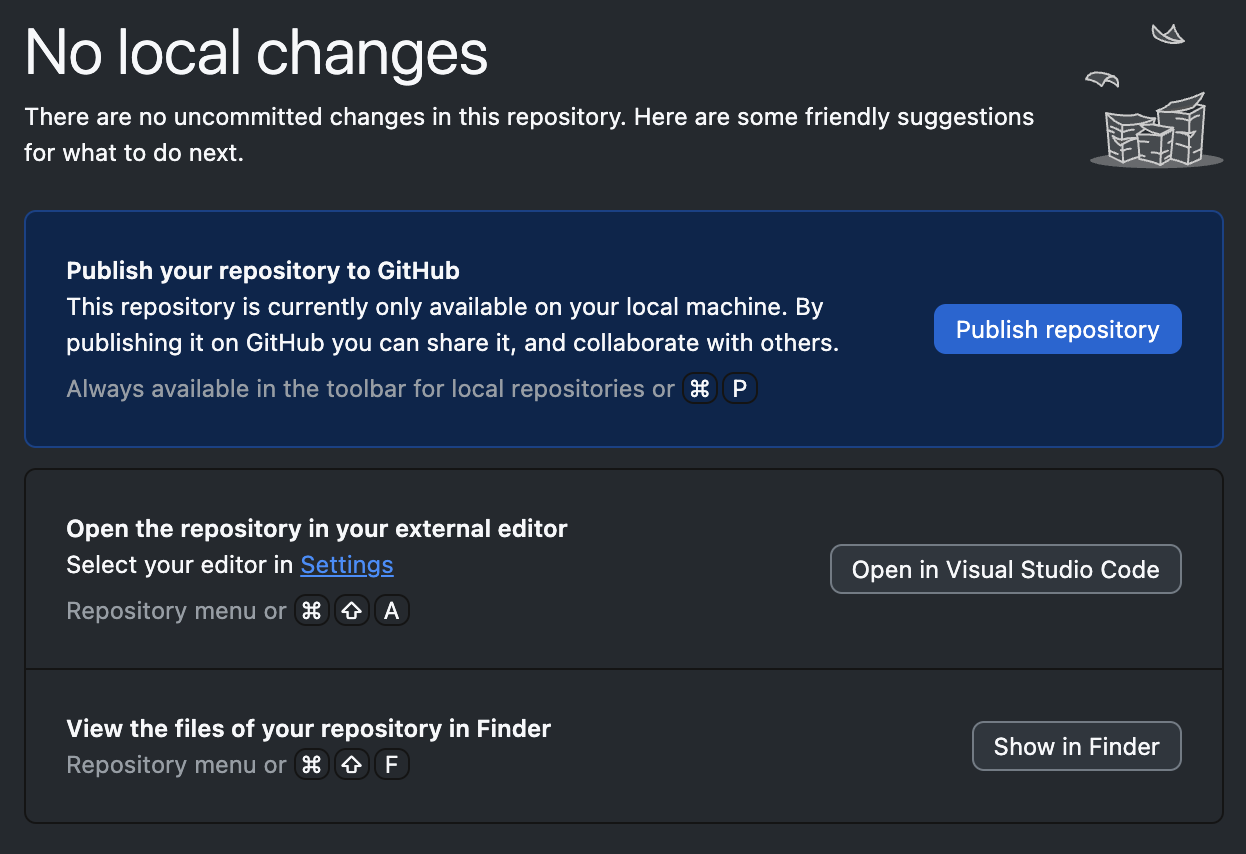 No local changes
There are no uncommitted changes in this repository. Here are some friendly suggestions
for what to do next.
Publish your repository to GitHub
This repository is currently only available on your local machine. By
publishing it on GitHub you can share it, and collaborate with others.
Publish repository
Always available in the toolbar for local repositories or ⌘ P
Open the repository in your external editor
Select your editor in Settings
Open in Visual Studio Code
Repository menu or ⌘ ⇧ A
View the files of your repository in Finder
Repository menu or ⌘ ⇧ F
Show in Finder